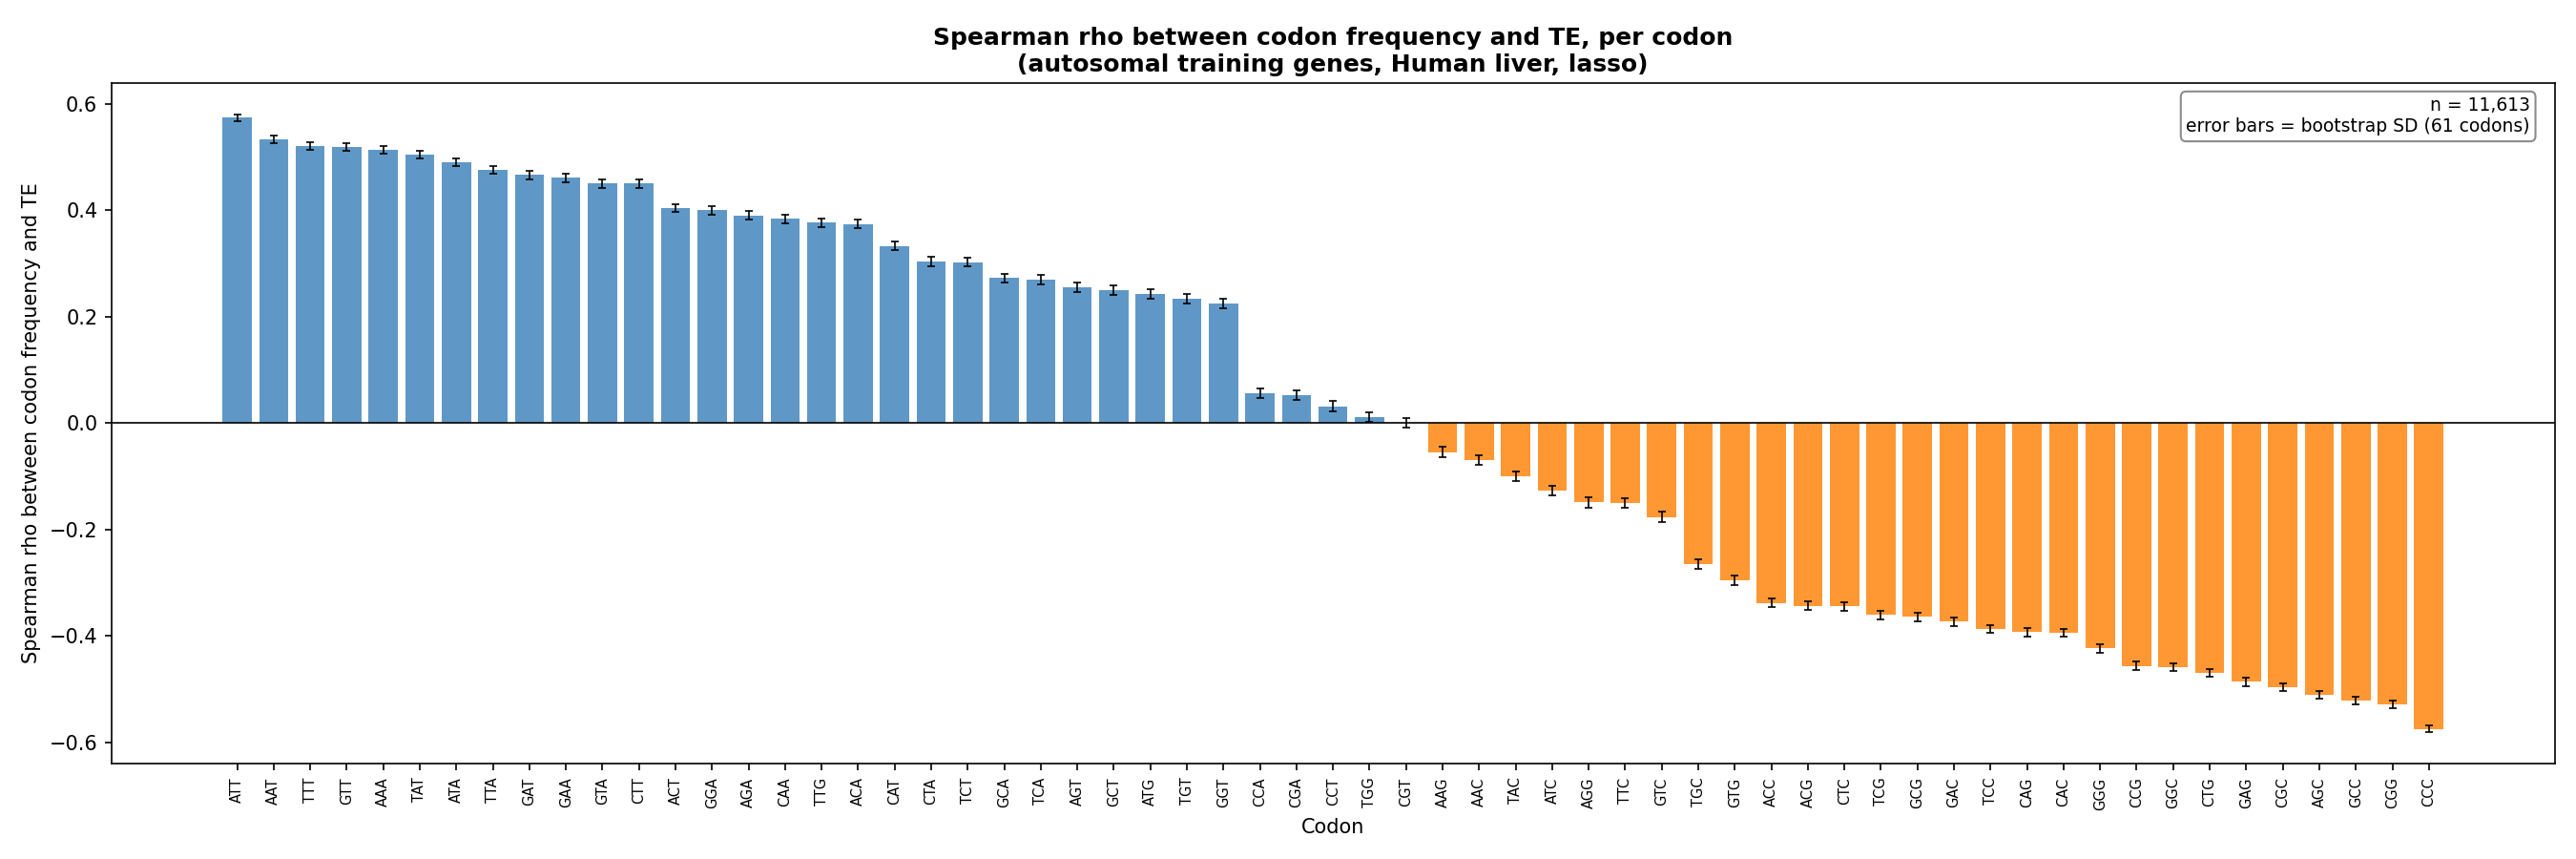 Spearman rho between codon frequency and TE, per codon
(autosomal training genes, Human liver, lasso)
n = 11,613
error bars = bootstrap SD (61 codons)
Spearman rho between codon frequency and TE
0.6
0.4
0.2
0.0
−0.2
−0.4
−0.6
ATT AAT TTT GTT AAA TAT ATA TTA GAT GAA GTA CTT ACT GGA AGA CAA TTG ACA CAT CTA TCT GCA TCA AGT GCT ATG TGT GGT CCA CGA CCT TGG CGT AAG AAC TAC ATC AGG TTC GTC TGC GTG ACC ACG CTC TCG GCG GAC TCC CAG CAC GGG CCG GGC CTG GAG CGC AGC GCC CGG CCC
Codon